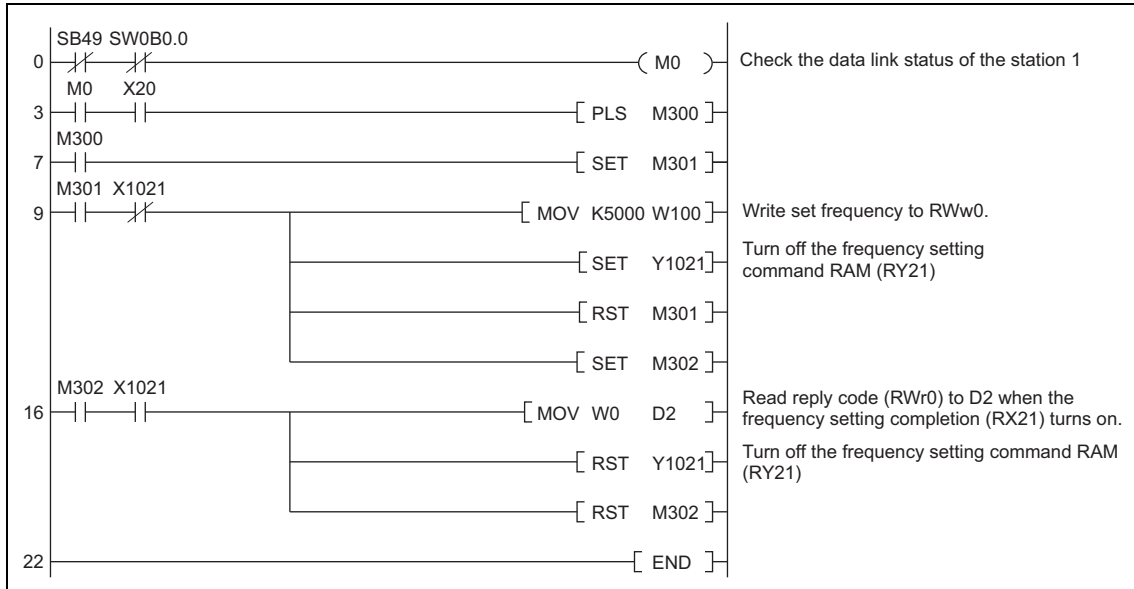 SB49 SW0B0.0
0 M0 Check the data link status of the station 1
M0 X20
3 PLS M300
M300
7 SET M301
M301 X1021
9 MOV K5000 W100 Write set frequency to RWw0.
SET Y1021 Turn off the frequency setting
command RAM (RY21)
RST M301
SET M302
M302 X1021
16 MOV W0 D2 Read reply code (RWr0) to D2 when the
frequency setting completion (RX21) turns on.
RST Y1021 Turn off the frequency setting command RAM
(RY21)
RST M302
22 END